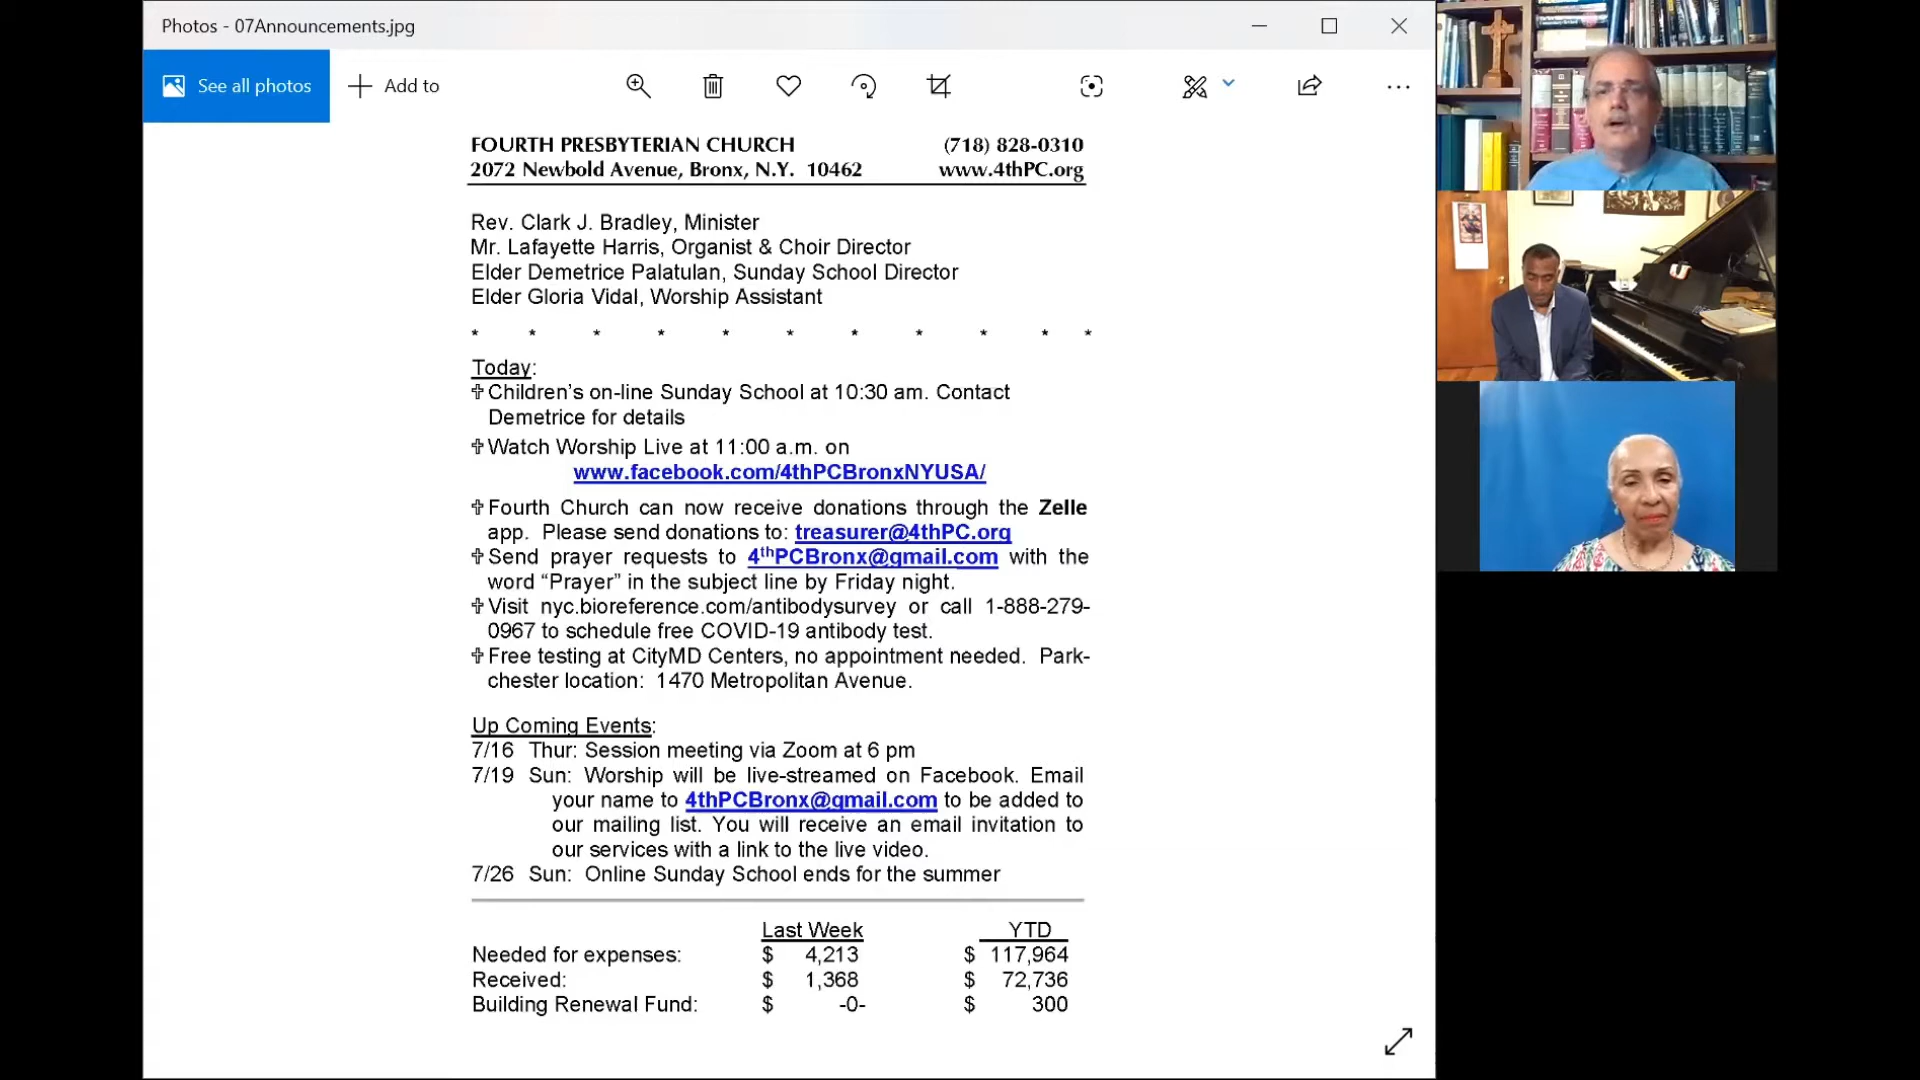 Photos - 07Announcements.jpg
See all photos
Add to
FOURTH PRESBYTERIAN CHURCH (718) 828-0310
2072 Newbold Avenue, Bronx, N.Y. 10462 www.4thPC.org
Rev. Clark J. Bradley, Minister
Mr. Lafayette Harris, Organist & Choir Director
Elder Demetrice Palatulan, Sunday School Director
Elder Gloria Vidal, Worship Assistant
* * * * * * * * * * *
Today:
✞ Children’s on-line Sunday School at 10:30 am. Contact
Demetrice for details
✞ Watch Worship Live at 11:00 a.m. on
www.facebook.com/4thPCBronxNYUSA/
✞ Fourth Church can now receive donations through the Zelle
app. Please send donations to: treasurer@4thPC.org
✞ Send prayer requests to 4thPCBronx@gmail.com with the
word “Prayer” in the subject line by Friday night.
✞ Visit nyc.bioreference.com/antibodysurvey or call 1-888-279-
0967 to schedule free COVID-19 antibody test.
✞ Free testing at CityMD Centers, no appointment needed. Park-
chester location: 1470 Metropolitan Avenue.
Up Coming Events:
7/16 Thur: Session meeting via Zoom at 6 pm
7/19 Sun: Worship will be live-streamed on Facebook. Email
your name to 4thPCBronx@gmail.com to be added to
our mailing list. You will receive an email invitation to
our services with a link to the live video.
7/26 Sun: Online Sunday School ends for the summer
Last Week YTD
Needed for expenses: $ 4,213 $ 117,964
Received: $ 1,368 $ 72,736
Building Renewal Fund: $ -0- $ 300